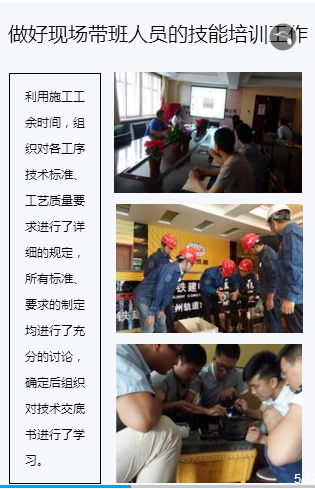 做好现场带班人员的技能培训工作
利用施工工
余时间，组
织对各工序
技术标准、
工艺质量要
求进行了详
细的规定，
所有标准、
要求的制定
均进行了充
分的讨论，
确定后组织
对技术交底
书进行了学
习。
铁建